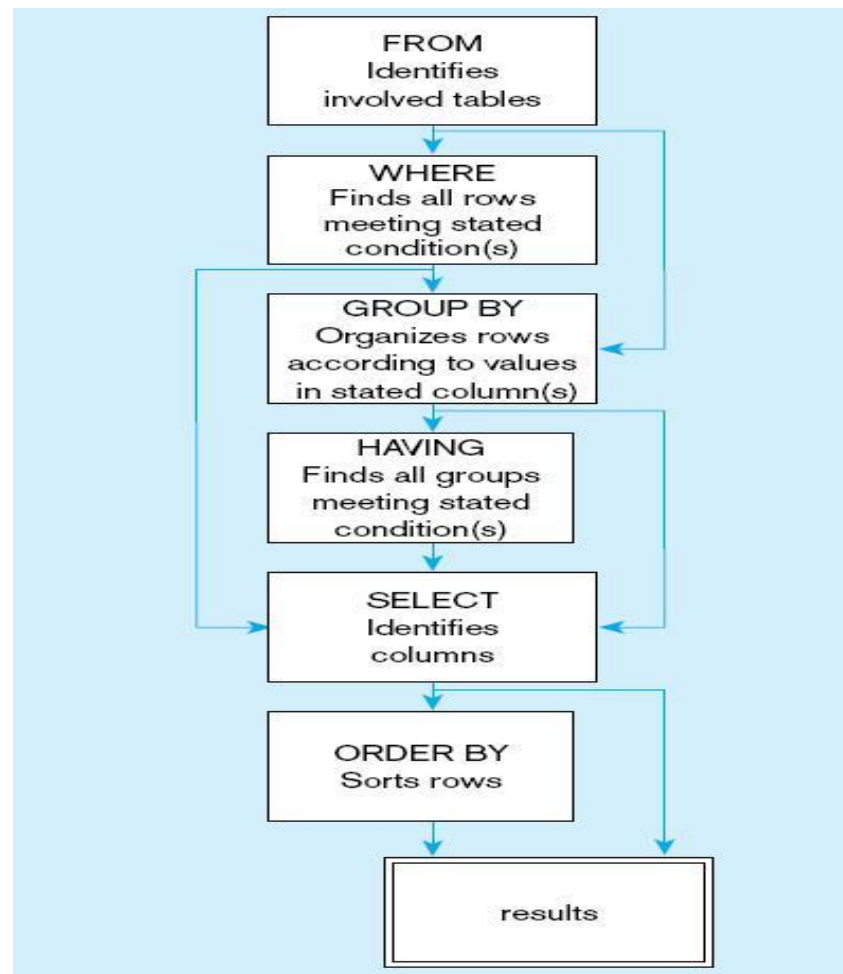 FROM
Identifies
involved tables
WHERE
Finds all rows
meeting stated
condition(s)
GROUP BY
Organizes rows
according to values
in stated column(s)
HAVING
Finds all groups
meeting stated
condition(s)
SELECT
Identifies
columns
ORDER BY
Sorts rows
results